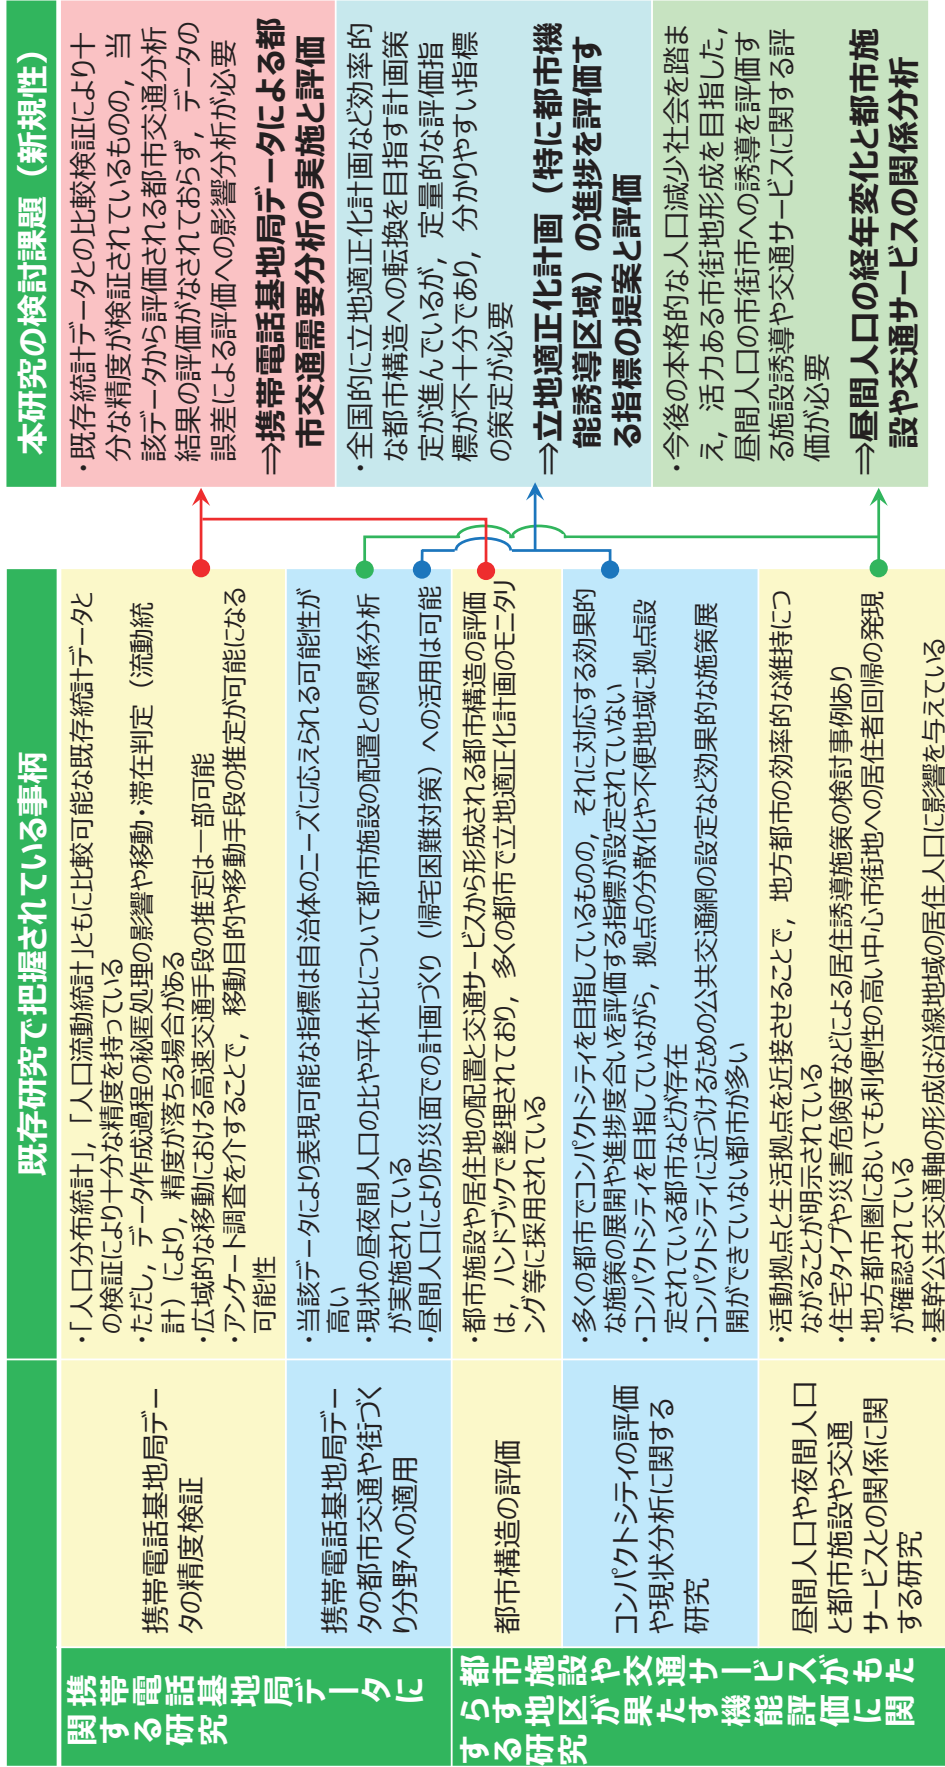 既存研究で把握されている事柄
本研究の検討課題（新規性）
携帯電話基地局データに
関する研究
携帯電話基地局デー
タの精度検証
・「人口分布統計」，「人口流動統計」ともに比較可能な既存統計データと
の検証により十分な精度を持っている
・ただし，データ作成過程の秘匿処理の影響や移動・滞在判定（流動統
計）により，精度が落ちる場合がある
・広域的な移動における高速交通手段の推定は一部可能
・アンケート調査を介することで，移動目的や移動手段の推定が可能になる
可能性
携帯電話基地局デー
タの都市交通や街づく
り分野への適用
・当該データにより表現可能な指標は自治体のニーズに応えられる可能性が
高い
・現状の昼夜間人口の比や平休比について都市施設の配置との関係分析
が実施されている
・昼間人口により防災面での計画づくり（帰宅困難対策）への活用は可能
都市施設や交通サービスがもた
らす地区が果たす機能評価に関
する研究
都市構造の評価
・都市施設や居住地の配置と交通サービスから形成される都市構造の評価
は，ハンドブックで整理されており，多くの都市で立地適正化計画のモニタリ
ング等に採用されている
コンパクトシティの評価
や現状分析に関する
研究
・多くの都市でコンパクトシティを目指しているものの，それに対応する効果的
な施策の展開や進捗度合いを評価する指標が設定されていない
・コンパクトシティを目指していながら，拠点の分散化や不便地域に拠点設
定されている都市などが存在
・コンパクトシティに近づけるための公共交通網の設定など効果的な施策展
開ができていない都市が多い
昼間人口や夜間人口
と都市施設や交通
サービスとの関係に関
する研究
・活動拠点と生活拠点を近接させることで，地方都市の効率的な維持につ
ながることが明示されている
・住宅タイプや災害危険度などによる居住誘導施策の検討事例あり
・地方都市圏においても利便性の高い中心市街地への居住者回帰の発現
が確認されている
・基幹公共交通軸の形成は沿線地域の居住人口に影響を与えている
・既存統計データとの比較検証により十
分な精度が検証されているものの，当
該データから評価される都市交通分析
結果の評価がなされておらず，データの
誤差による評価への影響分析が必要
⇒携帯電話基地局データによる都
市交通需要分析の実施と評価
・全国的に立地適正化計画など効率的
な都市構造への転換を目指す計画策
定が進んでいるが，定量的な評価指
標が不十分であり，分かりやすい指標
の策定が必要
⇒立地適正化計画（特に都市機
能誘導区域）の進捗を評価す
る指標の提案と評価
・今後の本格的な人口減少社会を踏ま
え，活力ある市街地形成を目指した，
昼間人口の市街市への誘導を評価す
る施設誘導や交通サービスに関する評
価が必要
⇒昼間人口の経年変化と都市施
設や交通サービスの関係分析